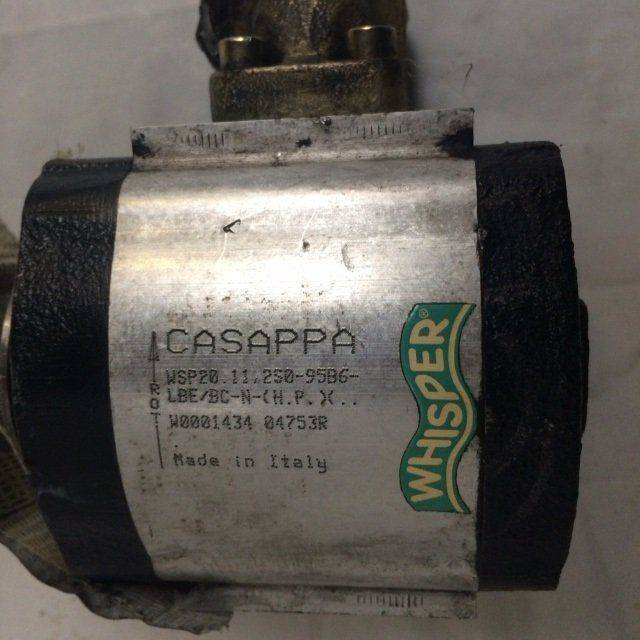 CASAPPA
WSP20.11,2S0-95B6-
LBE/BC-N-(H.P.)(..
W0001434 04753R
Made in Italy
ROT
WHISPER®